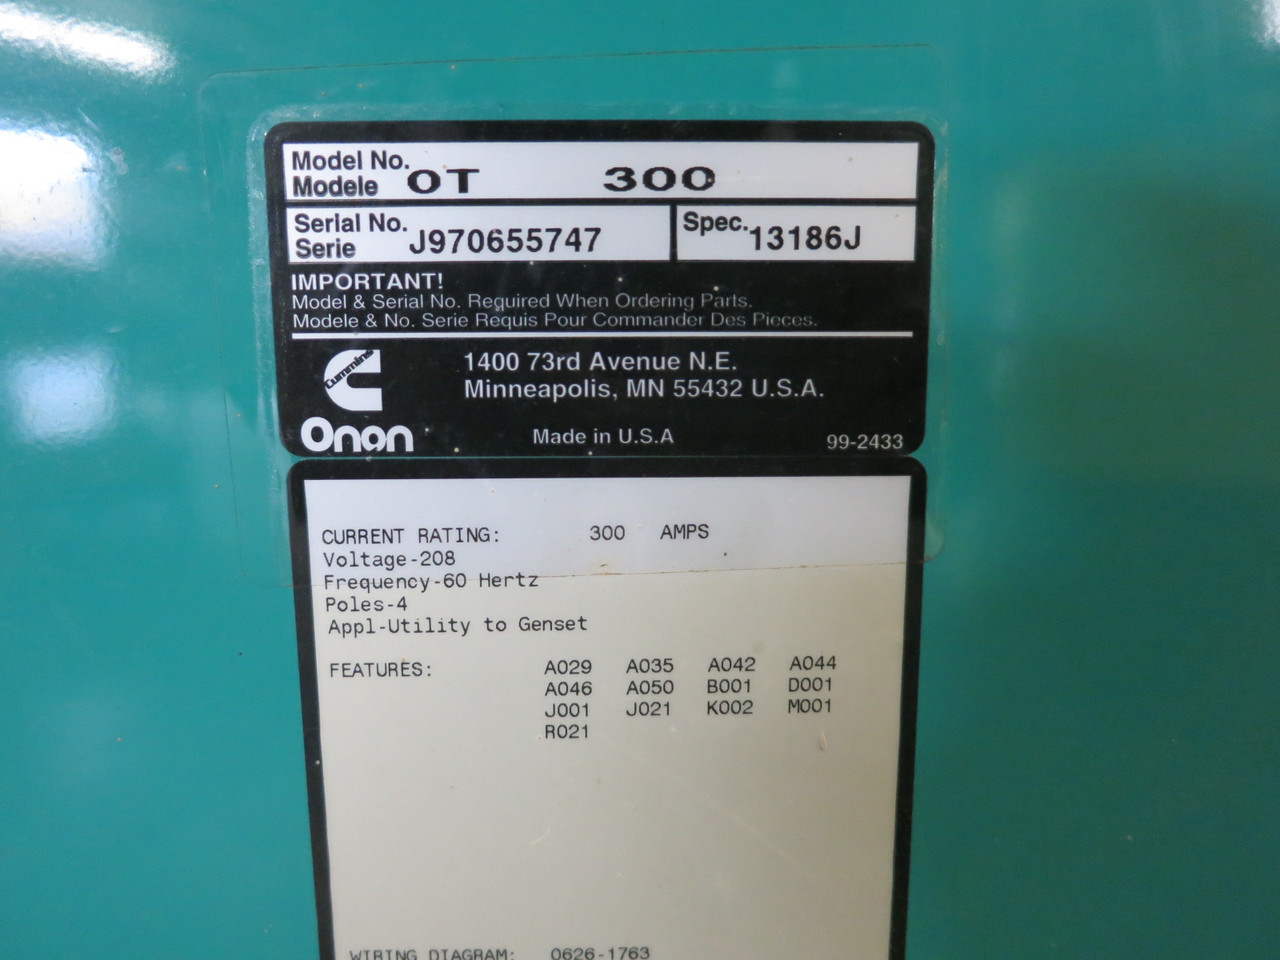 Model No. OT 300
Modele
Serial No. J970655747 Spec. 13186J
Serie
IMPORTANT!
Model & Serial No. Required When Ordering Parts.
Modele & No. Serie Requis Pour Commander Des Pieces.
Cummins
1400 73rd Avenue N.E.
Minneapolis, MN 55432 U.S.A.
Onan
Made in U.S.A
99-2433
CURRENT RATING: 300 AMPS
Voltage-208
Frequency-60 Hertz
Poles-4
Appl-Utility to Genset
FEATURES: A029 A035 A042 A044
A046 A050 B001 D001
J001 J021 K002 M001
R021
WIRING DIAGRAM: 0626-1763